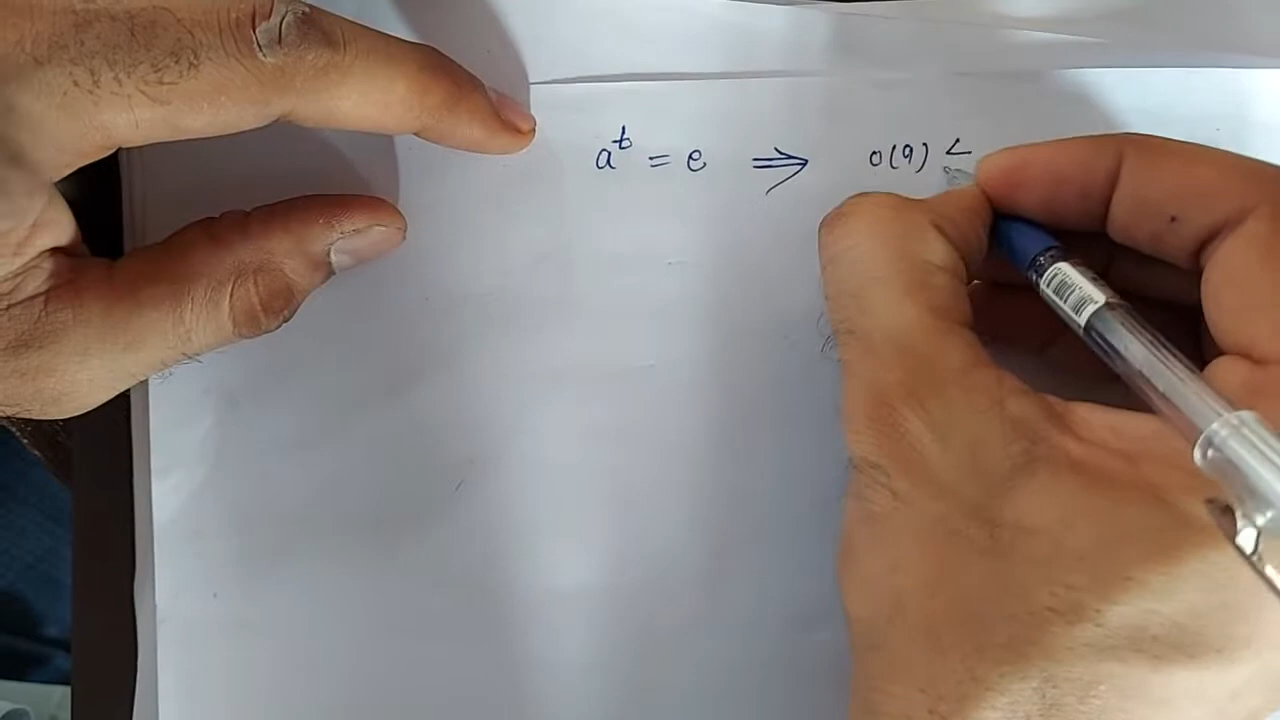 a^t = e ⇒ o(a) <